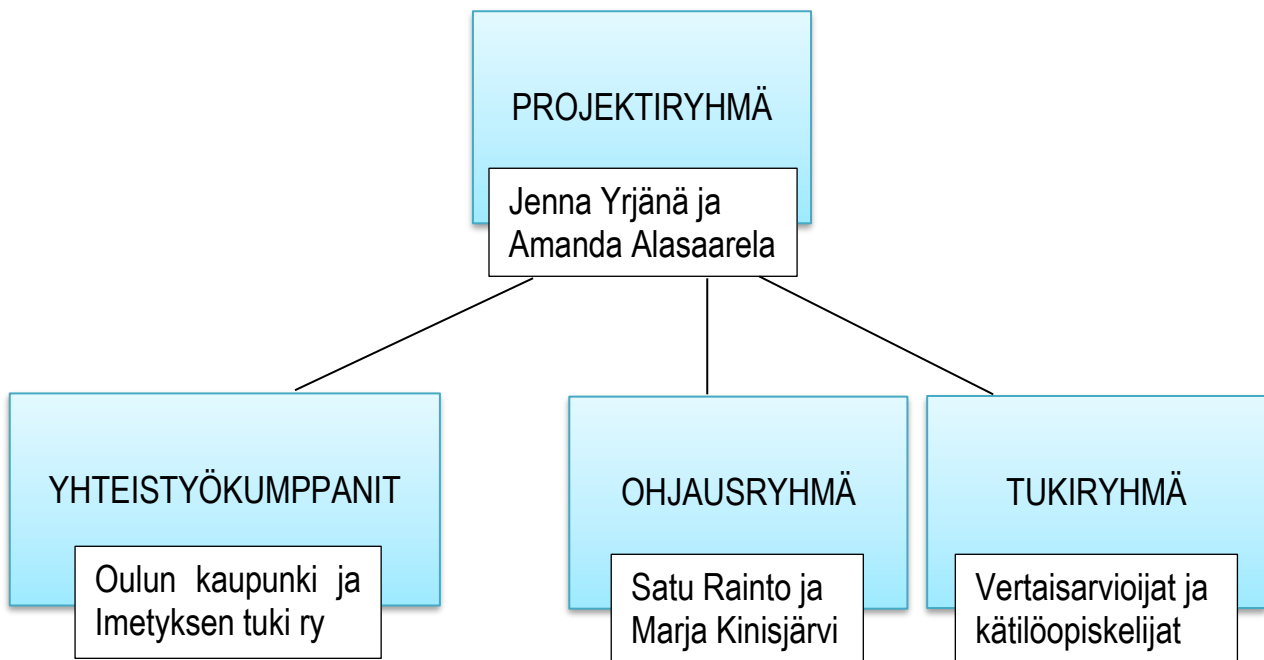 PROJEKTIRYHMÄ
Jenna Yrjänä ja
Amanda Alasaarela
YHTEISTYÖKUMPPANIT
Oulun kaupunki ja
Imetyksen tuki ry
OHJAUSRYHMÄ
Satu Rainto ja
Marja Kinisjärvi
TUKIRYHMÄ
Vertaisarvioijat ja
kätilöopiskelijat